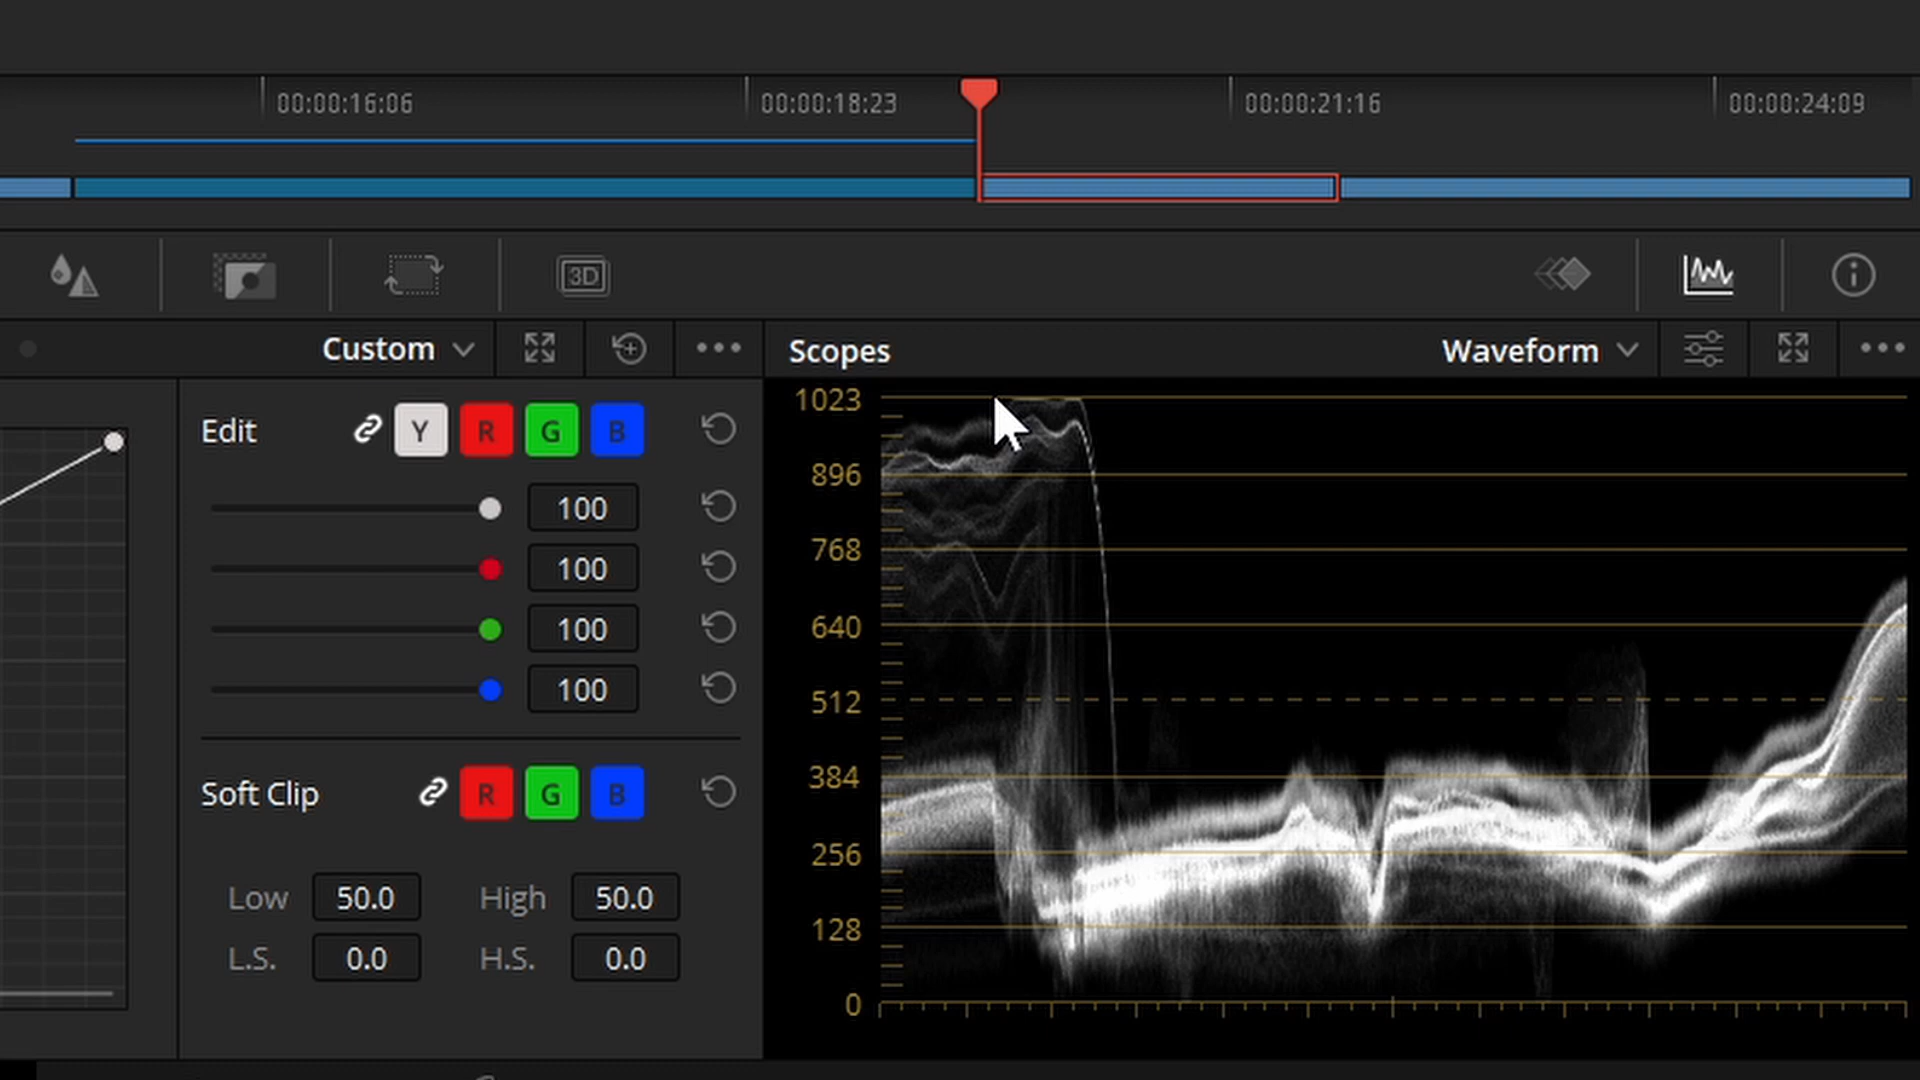 00:00:16:06 00:00:18:23 00:00:21:16 00:00:24:09
3D
Custom
Scopes Waveform
Edit Y R G B
100
100
100
100
Soft Clip R G B
Low 50.0 High 50.0
L.S. 0.0 H.S. 0.0
1023
896
768
640
512
384
256
128
0